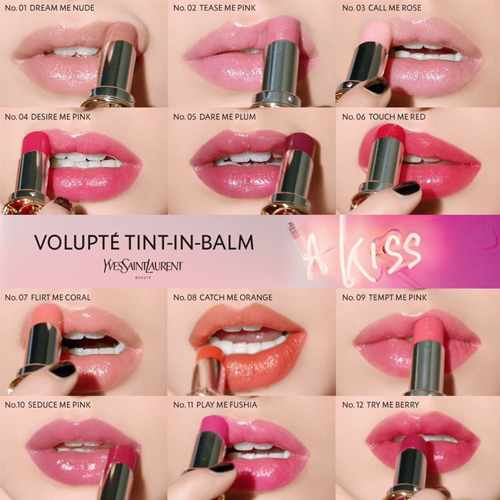 No. 01 DREAM ME NUDE
No. 02 TEASE ME PINK
No. 03 CALL ME ROSE
No. 04 DESIRE ME PINK
No. 05 DARE ME PLUM
No. 06 TOUCH ME RED
VOLUPTÉ TINT-IN-BALM
YVESSAINTLAURENT
BEAUTÉ
A KISS
No. 07 FLIRT ME CORAL
No. 08 CATCH ME ORANGE
No. 09 TEMPT ME PINK
No.10 SEDUCE ME PINK
No. 11 PLAY ME FUSHIA
No. 12 TRY ME BERRY